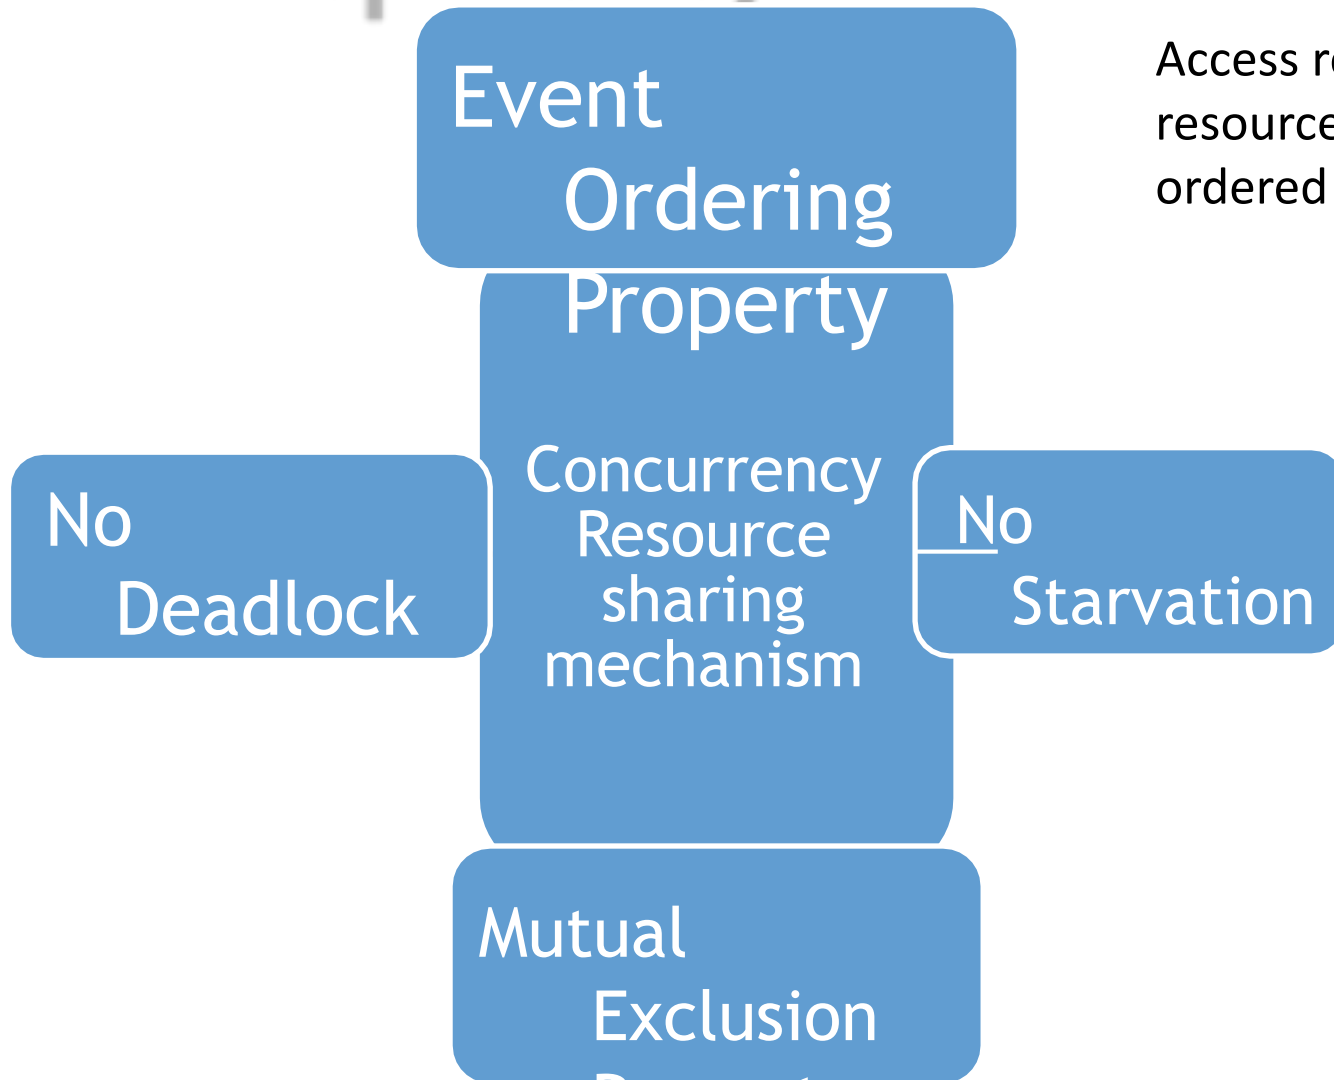 Event
Ordering
Property
Access
resource
ordered
No
Deadlock
Concurrency
Resource
sharing
mechanism
No
Starvation
Mutual
Exclusion